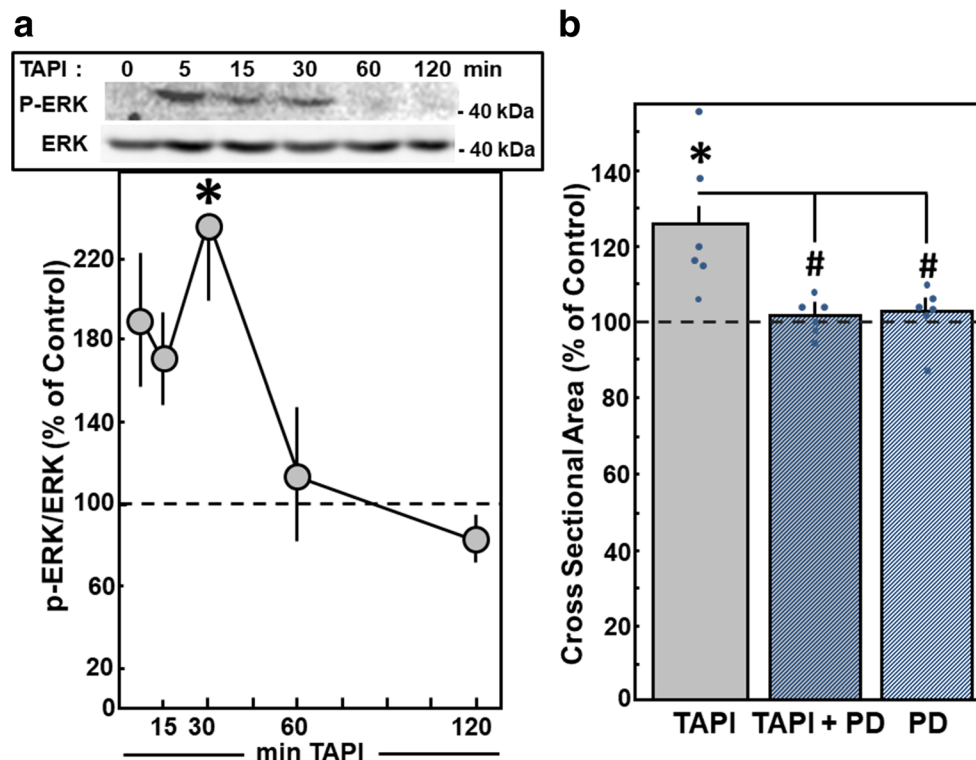 a
TAPI : 0 5 15 30 60 120 min
P-ERK
- 40 kDa
ERK
- 40 kDa
*
p-ERK/ERK (% of Control)
220
180
140
100
60
20
0
15 30 60 120
min TAPI
b
Cross Sectional Area (% of Control)
140
120
100
80
60
40
20
0
*
# #
TAPI TAPI + PD PD